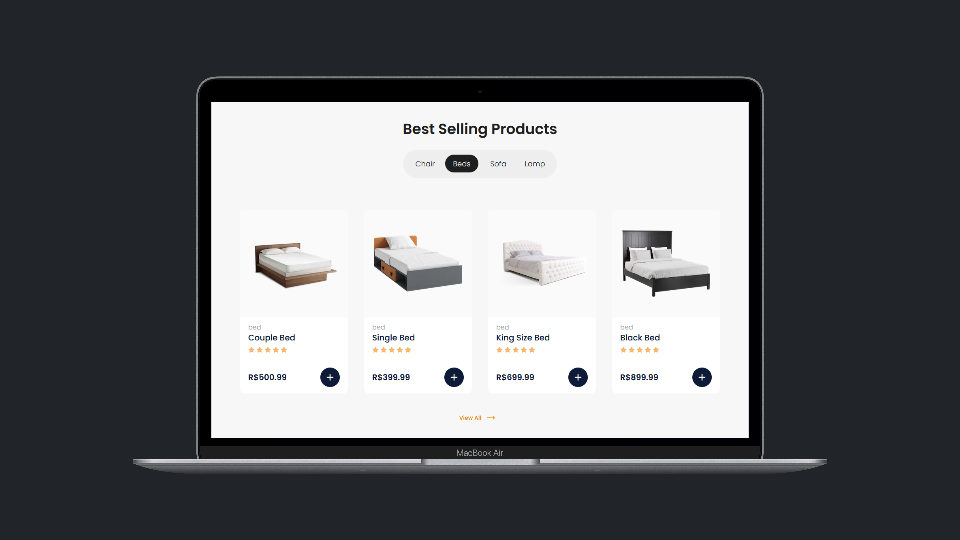 Best Selling Products
Chair Beds Sofa Lamp
bed bed bed bed
Couple Bed Single Bed King Size Bed Black Bed
R$500.99 R$399.99 R$699.99 R$899.99
View All
MacBook Air